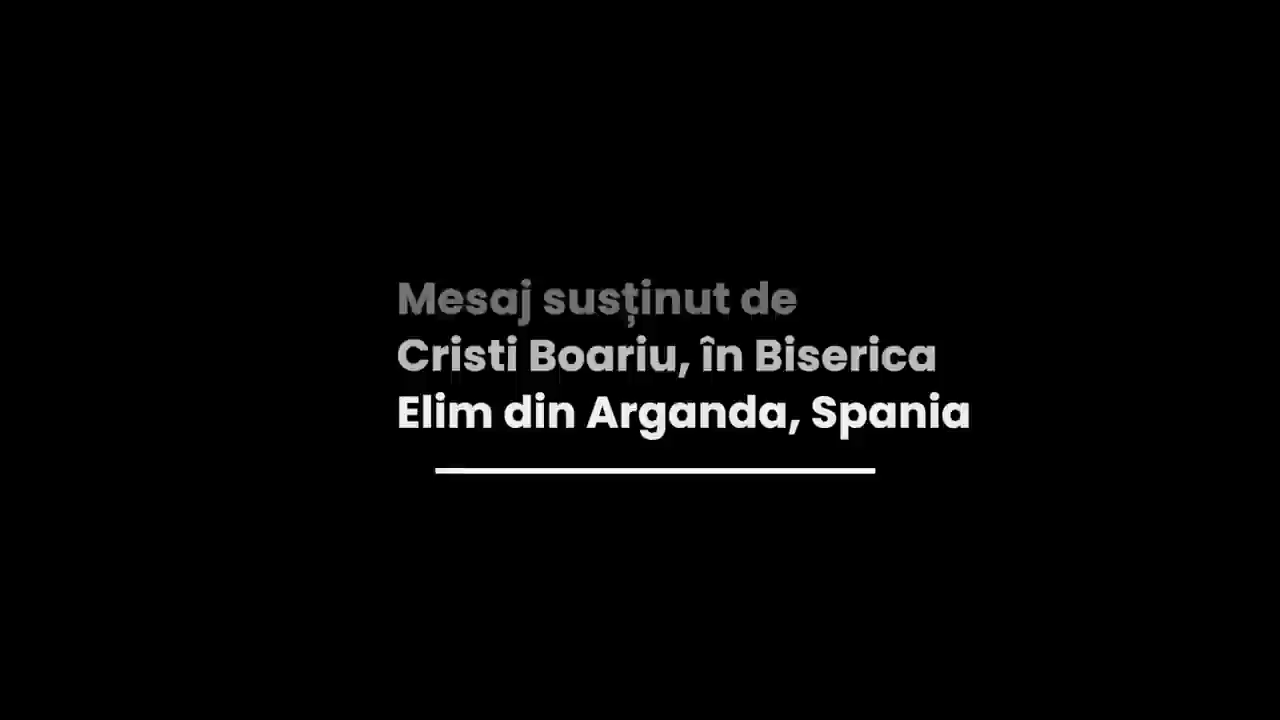 Mesaj susținut de
Cristi Boariu, în Biserica
Elim din Arganda, Spania